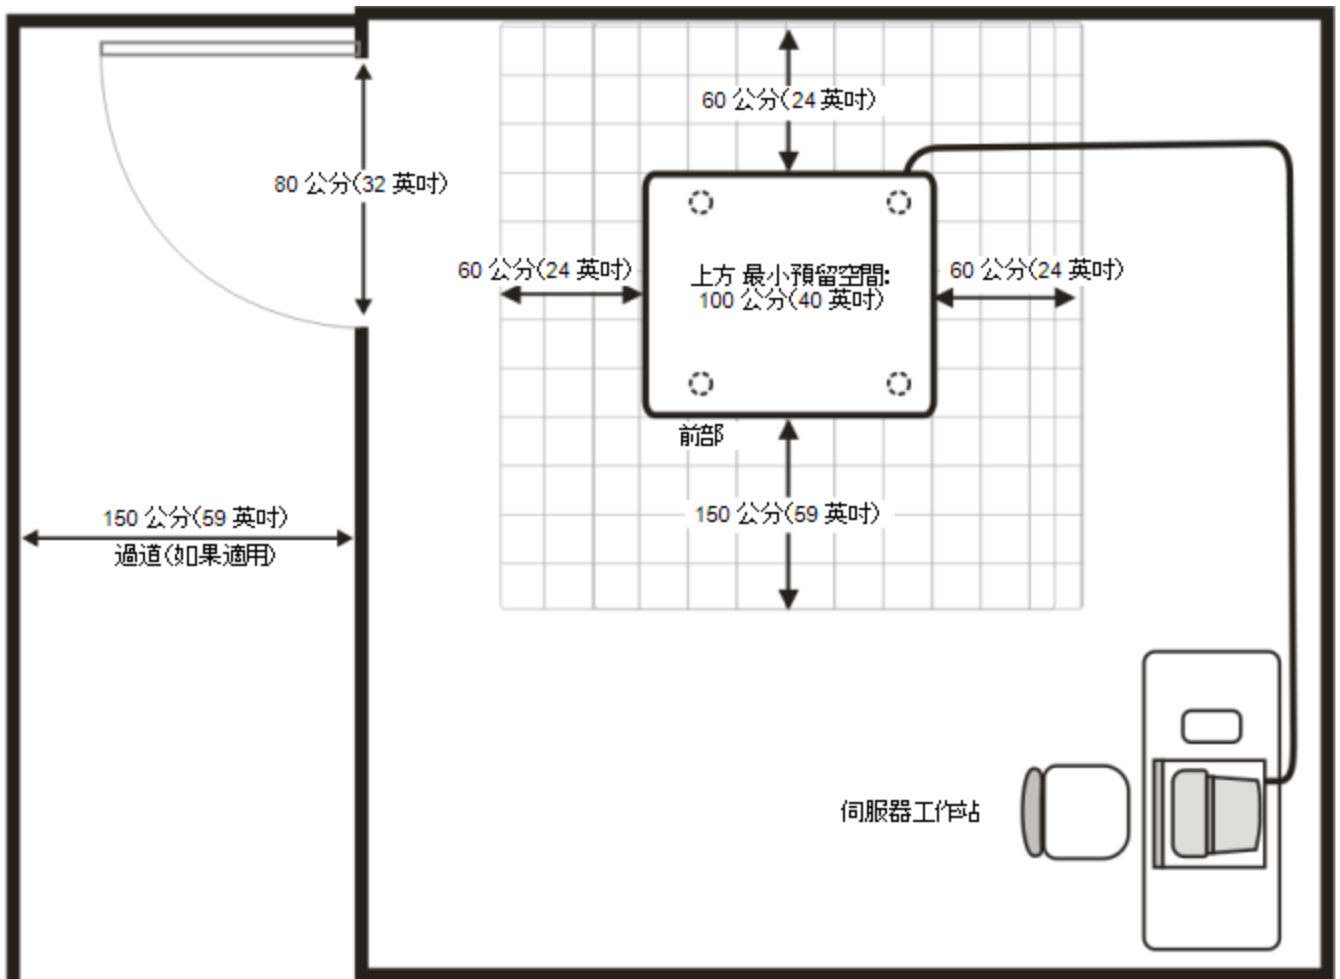 60 公分(24 英吋)
80 公分(32 英吋)
60 公分(24 英吋)
上方 最小預留空間:
100 公分(40 英吋)
60 公分(24 英吋)
前部
150 公分(59 英吋)
150 公分(59 英吋)
過道(如果適用)
伺服器工作站